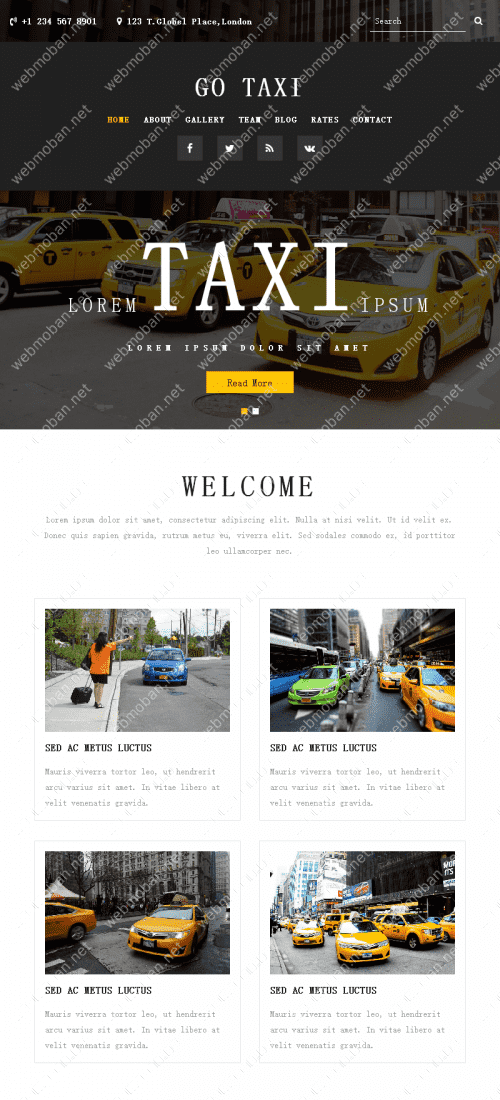 +1 234 567 8901 123 T.Globel Place,London Search
GO TAXI
HOME ABOUT GALLERY TEAM BLOG RATES CONTACT
LOREM TAXI IPSUM
LOREM IPSUM DOLOR SIT AMET
Read More
WELCOME
Lorem ipsum dolor sit amet, consectetur adipiscing elit. Nulla at nisi velit. Ut id velit ex.
Donec quis sapien gravida, rutrum metus eu, viverra elit. Sed sodales commodo ex, id porttitor
leo ullamcorper nec.
SED AC METUS LUCTUS
Mauris viverra tortor leo, ut hendrerit
arcu varius sit amet. In vitae libero at
velit venenatis gravida.
SED AC METUS LUCTUS
Mauris viverra tortor leo, ut hendrerit
arcu varius sit amet. In vitae libero at
velit venenatis gravida.
SED AC METUS LUCTUS
Mauris viverra tortor leo, ut hendrerit
arcu varius sit amet. In vitae libero at
velit venenatis gravida.
SED AC METUS LUCTUS
Mauris viverra tortor leo, ut hendrerit
arcu varius sit amet. In vitae libero at
velit venenatis gravida.
webmoban.net